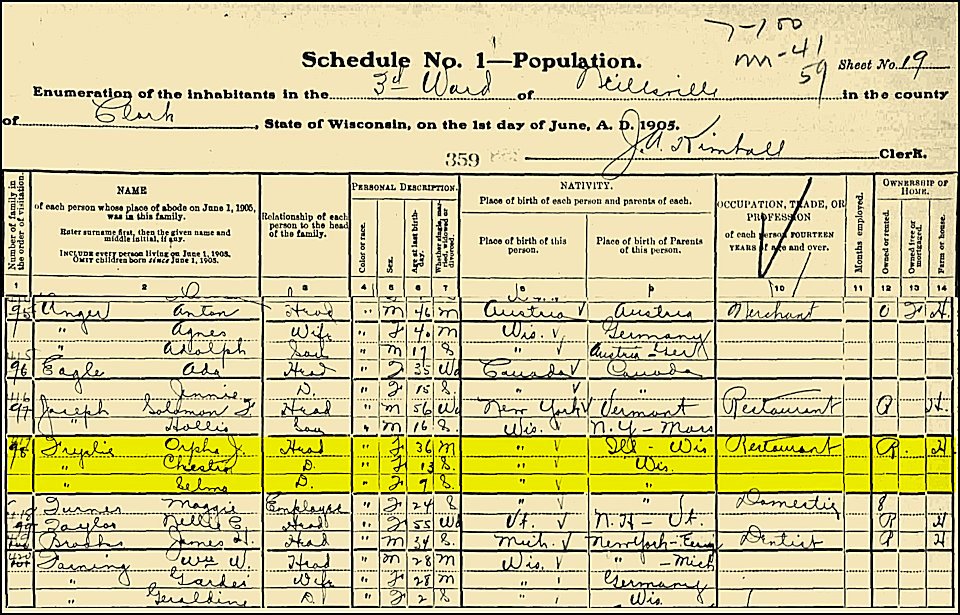 7-100
m-41
59
Schedule No. 1—Population.
Sheet No. 19
Enumeration of the inhabitants in the 3d Ward of Neillsville in the county
of Clark, State of Wisconsin, on the 1st day of June, A. D. 1905.
359 J.A. Kimball Clerk.
Number of family in the order of visitation.
NAME
of each person whose place of abode on June 1, 1905, was in this family.
Enter surname first, then the given name and middle initial, if any.
INCLUDE every person living on June 1, 1905.
OMIT children born since June 1, 1905.
Relationship of each person to the head of the family.
PERSONAL DESCRIPTION.
Color or race.
Sex.
Age at last birthday.
Whether single, married, widowed or divorced.
NATIVITY.
Place of birth of each person and parents of each.
Place of birth of this person.
Place of birth of Parents of this person.
OCCUPATION, TRADE, OR PROFESSION
of each person FOURTEEN YEARS of age and over.
Months employed.
OWNERSHIP OF HOME.
Owned or rented.
Owned free or mortgaged.
Farm or house.
1 2 3 4 5 6 7 8 9 10 11 12 13 14
95 Unger Anton Head " M 46 M Austria Austria Merchant O F H.
" Agnes Wife " F 40 M Wis. Germany
" Adolph Son " M 17 S " Austria - Ger
96 Eagle Ada Head " F 35 Wd Canada Canada
" Jennie D. " F 15 S " "
97 Joseph Solomon F Head " M 56 Wd New York Vermont Restaurant R H.
" Hollis Son " M 16 S. Wis. N.Y - Mass
98 Orpha J. Head " F 36 M " Ill - Wis Restaurant R. H
" D. " F 13 S. " Wis.
" Selma D. " F 9 S. " "
Turner Maggie Employee " F 24 S " " Domestic 8
99 Taylor Nellie E. Head " F 55 Wd Vt. N.H - Vt. R H
Brooks James H. Head " M 34 S. Mich. New York - Dentist R H
Wm W. Head " M 28 M Wis. " - Mich
" Wife " F 28 M " Germany
" Geraldine D. " F 2 S " Wis.